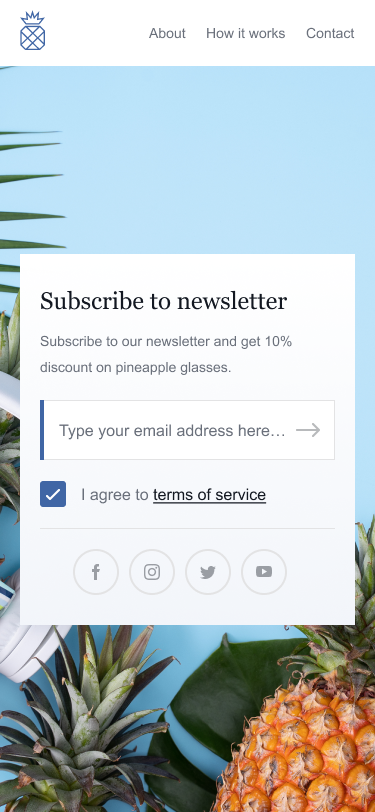 About How it works Contact
Subscribe to newsletter
Subscribe to our newsletter and get 10%
discount on pineapple glasses.
Type your email address here…
I agree to terms of service